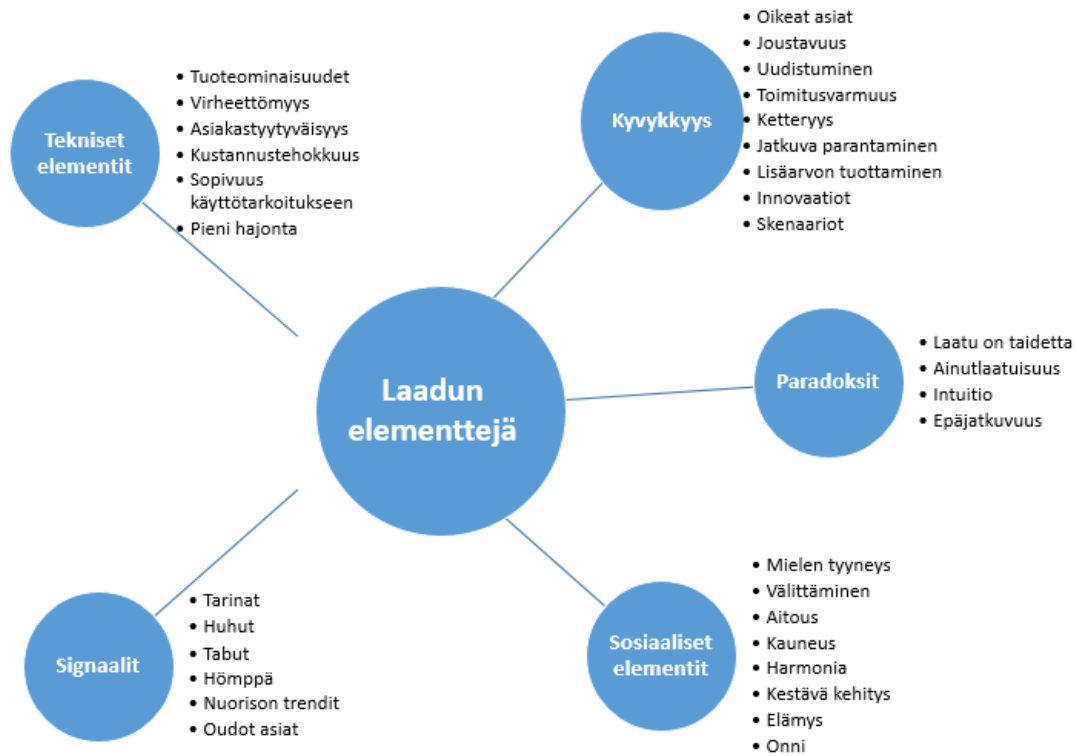 Laadun
elementtejä
Tekniset
elementit
• Tuoteominaisuudet
• Virheettömyys
• Asiakastyytyväisyys
• Kustannustehokkuus
• Sopivuus
käyttötarkoitukseen
• Pieni hajonta
Kyvykkyys
• Oikeat asiat
• Joustavuus
• Uudistuminen
• Toimitusvarmuus
• Ketteryys
• Jatkuva parantaminen
• Lisäarvon tuottaminen
• Innovaatiot
• Skenaariot
Paradoksit
• Laatu on taidetta
• Ainutlaatuisuus
• Intuitio
• Epäjatkuvuus
Sosiaaliset
elementit
• Mielen tyyneys
• Välittäminen
• Aitous
• Kauneus
• Harmonia
• Kestävä kehitys
• Elämys
• Onni
Signaalit
• Tarinat
• Huhut
• Tabut
• Hömppä
• Nuorison trendit
• Oudot asiat